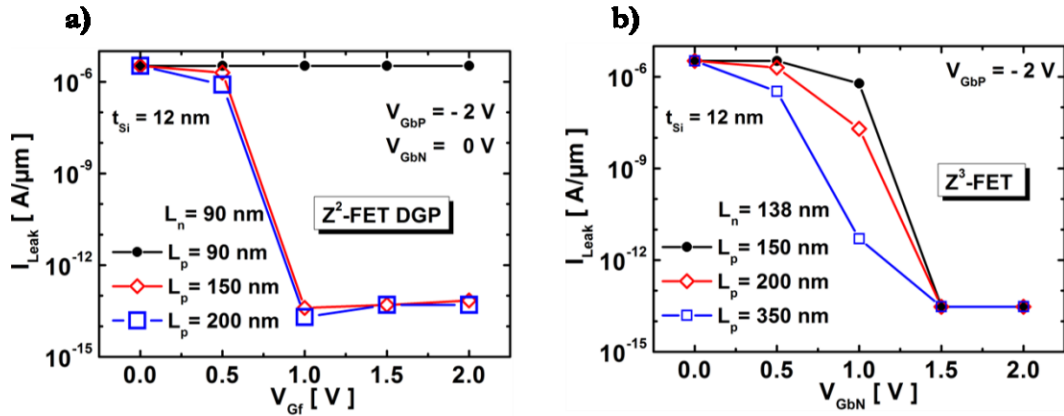 a)
I_Leak [ A/µm ]
10^-6
10^-9
10^-12
10^-15
t_Si = 12 nm
V_GbP = - 2 V
V_GbN = 0 V
Z²-FET DGP
L_n = 90 nm
L_p = 90 nm
L_p = 150 nm
L_p = 200 nm
0.0 0.5 1.0 1.5 2.0
V_Gf [ V ]
b)
I_Leak [ A/µm ]
10^-6
10^-9
10^-12
10^-15
V_GbP = - 2 V
t_Si = 12 nm
Z³-FET
L_n = 138 nm
L_p = 150 nm
L_p = 200 nm
L_p = 350 nm
0.0 0.5 1.0 1.5 2.0
V_GbN [ V ]